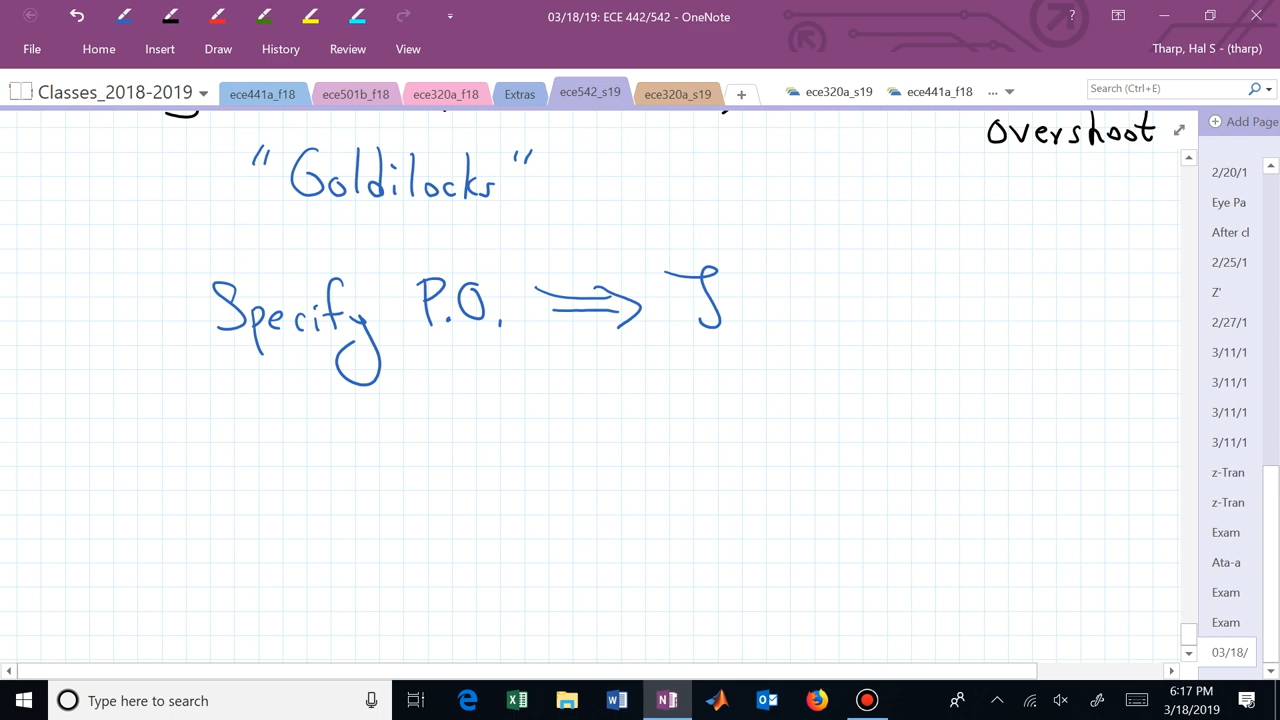 03/18/19: ECE 442/542 - OneNote
?
File Home Insert Draw History Review View
Tharp, Hal S - (tharp)
Classes_2018-2019 ece441a_f18 ece501b_f18 ece320a_f18 Extras ece542_s19 ece320a_s19 + ece320a_s19 ece441a_f18 ...
Search (Ctrl+E)
overshoot
"Goldilocks"
Specify P.O. ⇒ ζ
Add Page
2/20/1
Eye Pa
After cl
2/25/1
Z'
2/27/1
3/11/1
3/11/1
3/11/1
3/11/1
z-Tran
z-Tran
Exam
Ata-a
Exam
Exam
03/18/
Type here to search
6:17 PM
3/18/2019